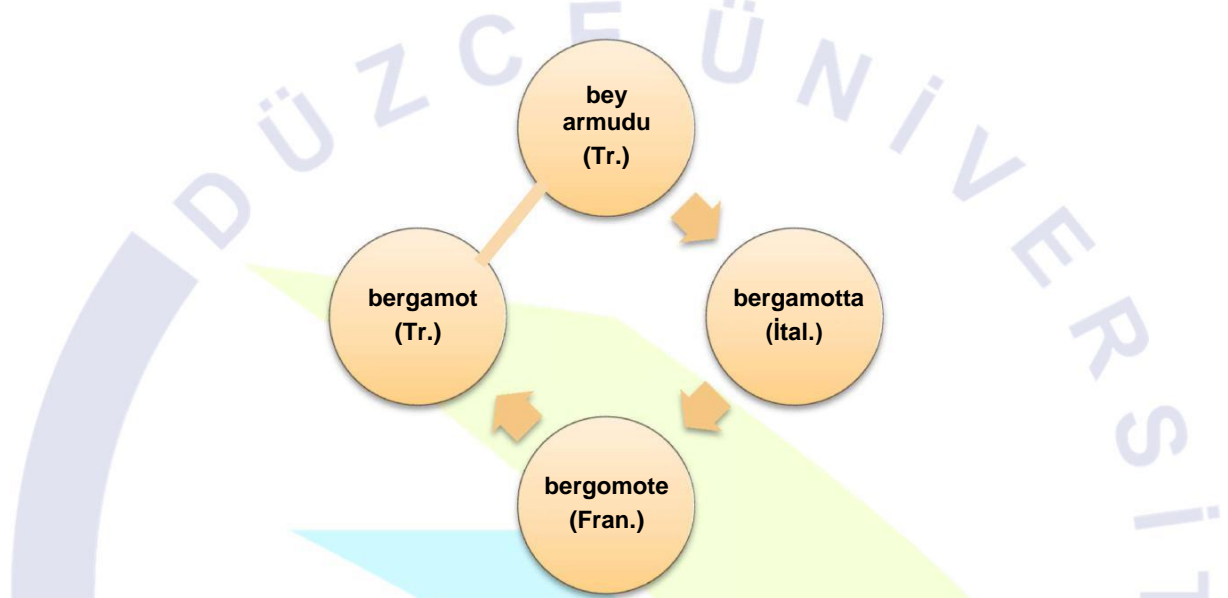 DÜZCE ÜNİVERSİT
bey
armudu
(Tr.)
bergamot
(Tr.)
bergamotta
(İtal.)
bergomote
(Fran.)